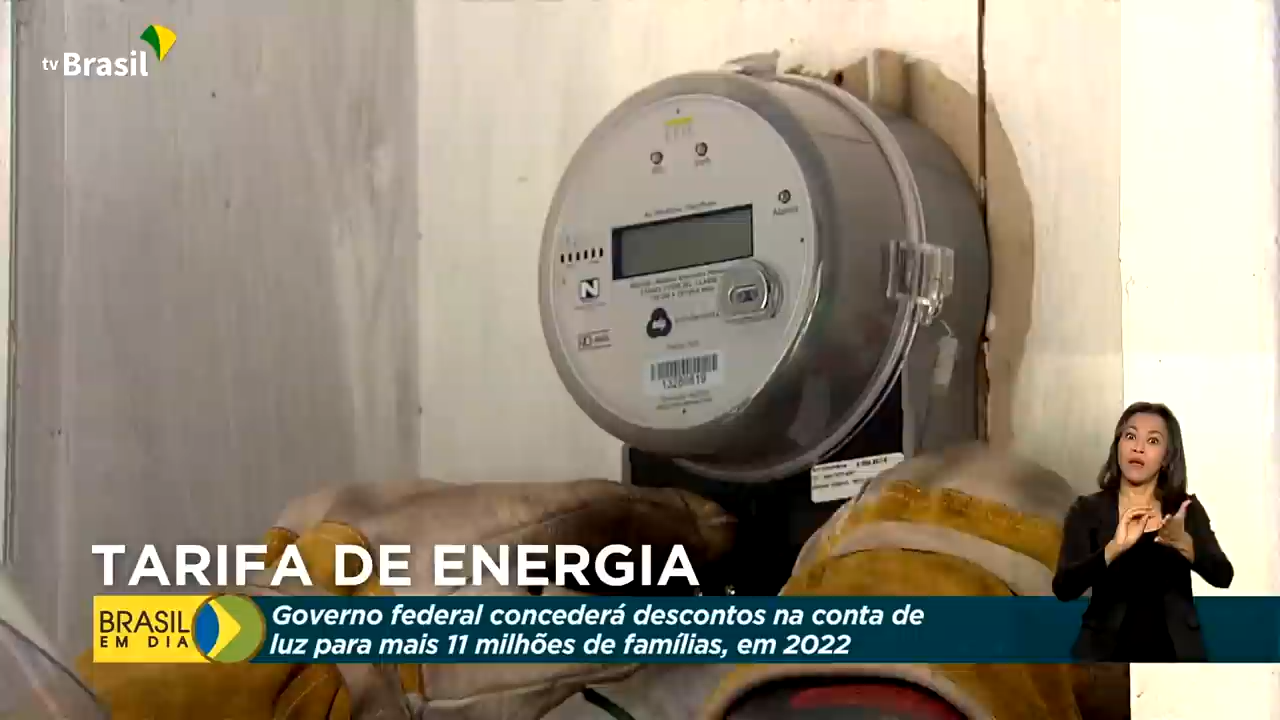 tv Brasil
N
13280819
TARIFA DE ENERGIA
BRASIL
EM DIA
Governo federal concederá descontos na conta de
luz para mais 11 milhões de famílias, em 2022